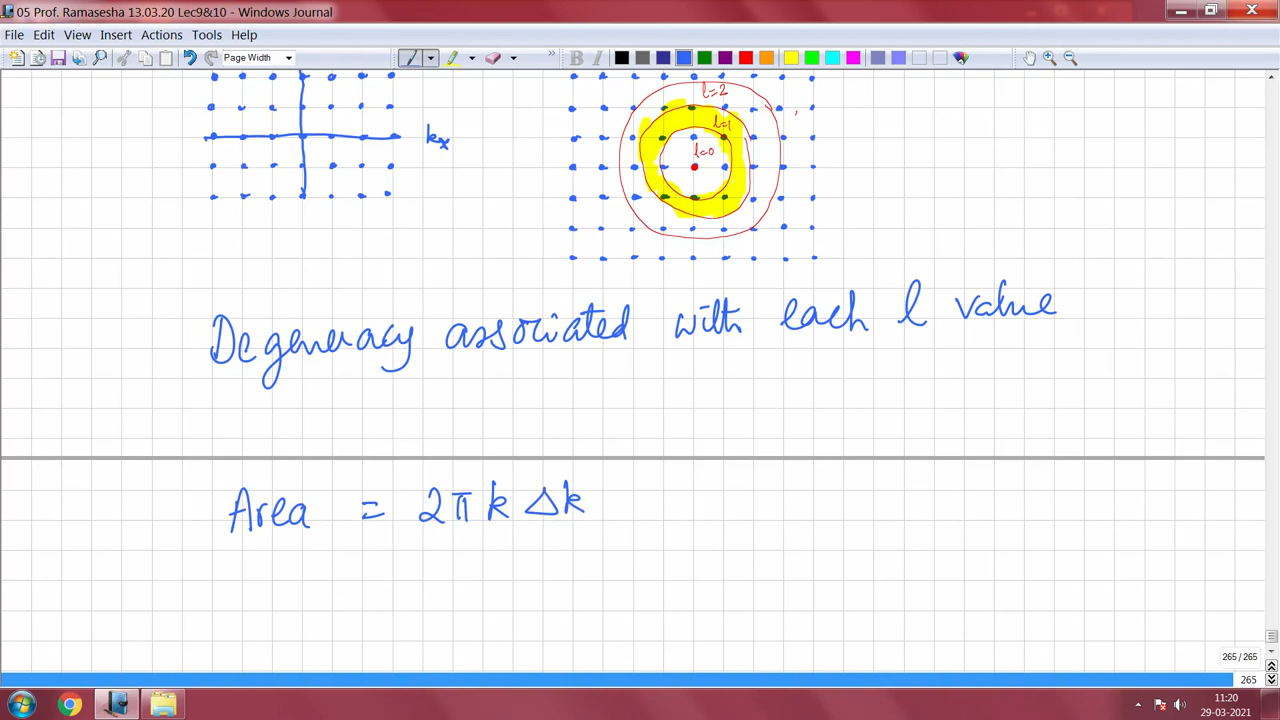 05 Prof. Ramasesha 13.03.20 Lec9&10 - Windows Journal
File Edit View Insert Actions Tools Help
Page Width B I
l=2
l=1
kx
l=0
Degeneracy associated with each l value
Area = 2π k Δk
265 / 265
265
11:20
29-03-2021